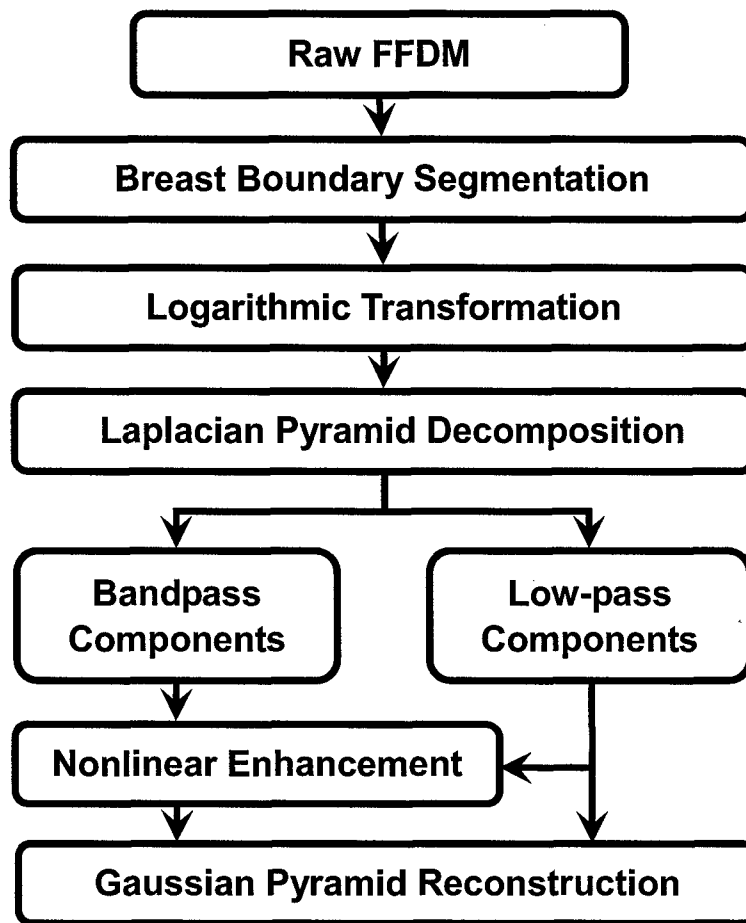 Raw FFDM
Breast Boundary Segmentation
Logarithmic Transformation
Laplacian Pyramid Decomposition
Bandpass
Components
Low-pass
Components
Nonlinear Enhancement
Gaussian Pyramid Reconstruction